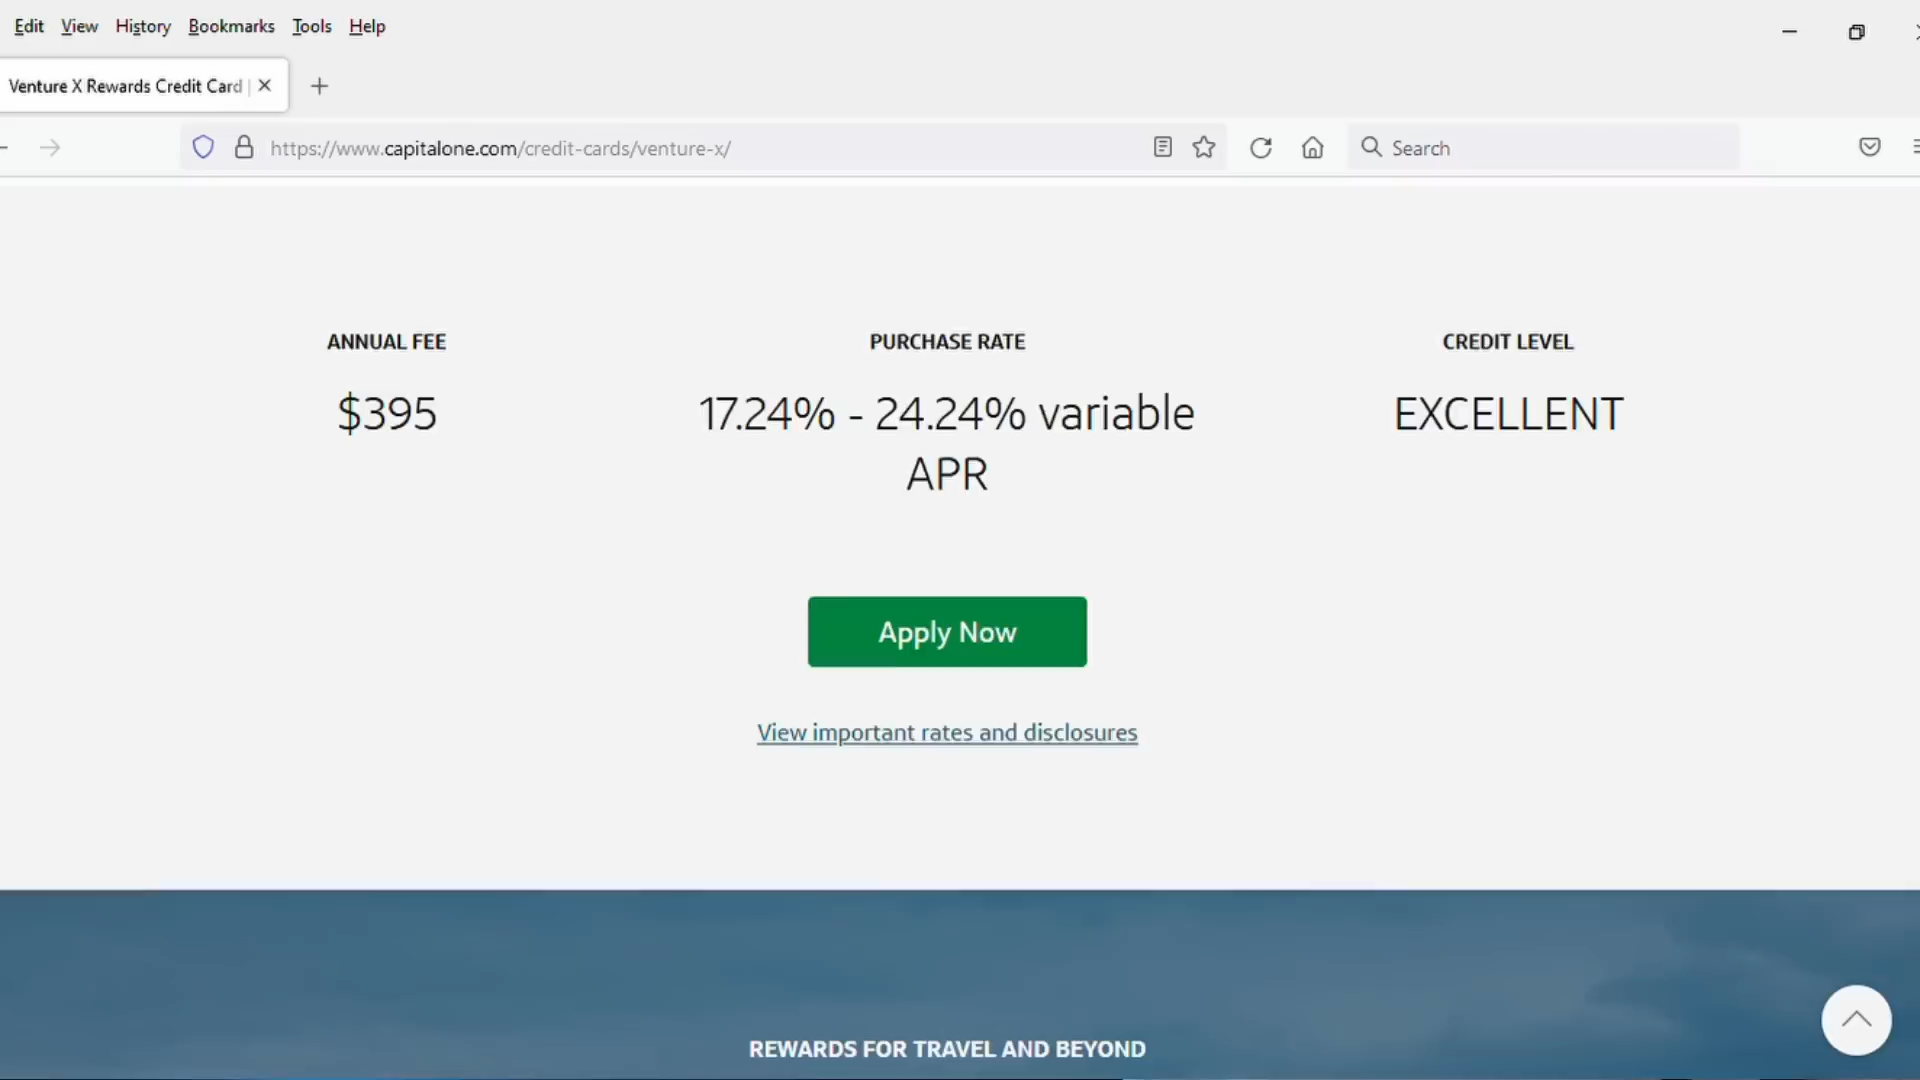 Edit View History Bookmarks Tools Help
Venture X Rewards Credit Card |
https://www.capitalone.com/credit-cards/venture-x/ Search
ANNUAL FEE PURCHASE RATE CREDIT LEVEL
$395 17.24% - 24.24% variable EXCELLENT
APR
Apply Now
View important rates and disclosures
REWARDS FOR TRAVEL AND BEYOND